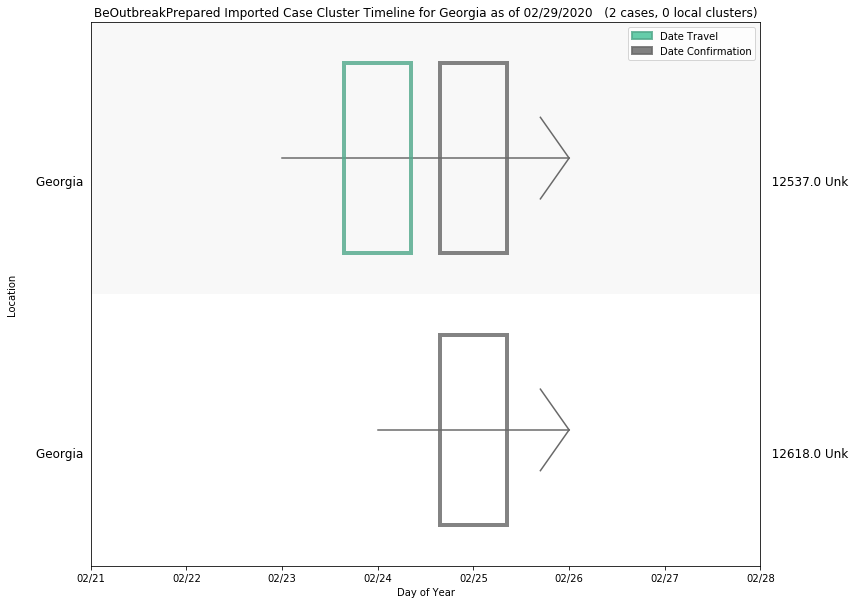 BeOutbreakPrepared Imported Case Cluster Timeline for Georgia as of 02/29/2020 (2 cases, 0 local clusters)
Date Travel
Date Confirmation
Georgia
12537.0 Unk
Location
Georgia
12618.0 Unk
02/21 02/22 02/23 02/24 02/25 02/26 02/27 02/28
Day of Year